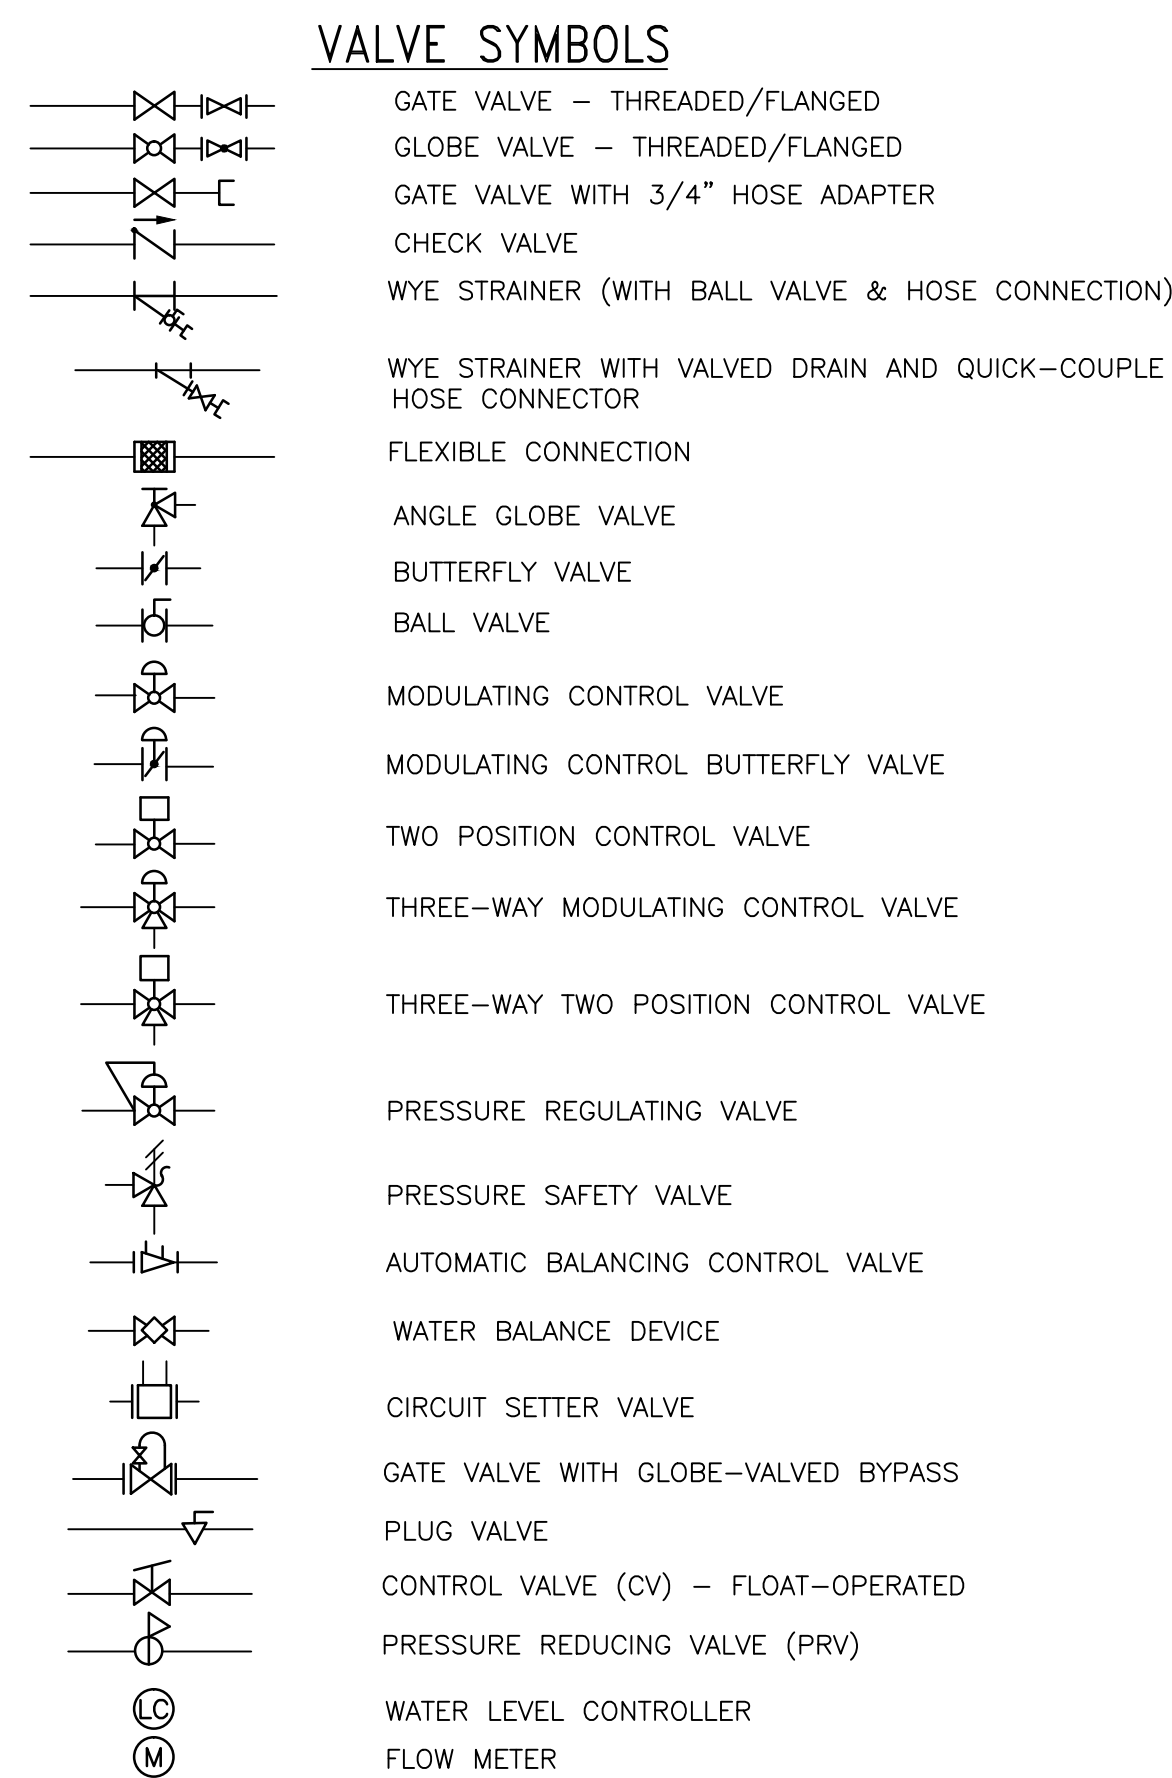 VALVE SYMBOLS
GATE VALVE – THREADED/FLANGED
GLOBE VALVE – THREADED/FLANGED
GATE VALVE WITH 3/4" HOSE ADAPTER
CHECK VALVE
WYE STRAINER (WITH BALL VALVE & HOSE CONNECTION)
WYE STRAINER WITH VALVED DRAIN AND QUICK–COUPLE
HOSE CONNECTOR
FLEXIBLE CONNECTION
ANGLE GLOBE VALVE
BUTTERFLY VALVE
BALL VALVE
MODULATING CONTROL VALVE
MODULATING CONTROL BUTTERFLY VALVE
TWO POSITION CONTROL VALVE
THREE–WAY MODULATING CONTROL VALVE
THREE–WAY TWO POSITION CONTROL VALVE
PRESSURE REGULATING VALVE
PRESSURE SAFETY VALVE
AUTOMATIC BALANCING CONTROL VALVE
WATER BALANCE DEVICE
CIRCUIT SETTER VALVE
GATE VALVE WITH GLOBE–VALVED BYPASS
PLUG VALVE
CONTROL VALVE (CV) – FLOAT–OPERATED
PRESSURE REDUCING VALVE (PRV)
LC WATER LEVEL CONTROLLER
M FLOW METER